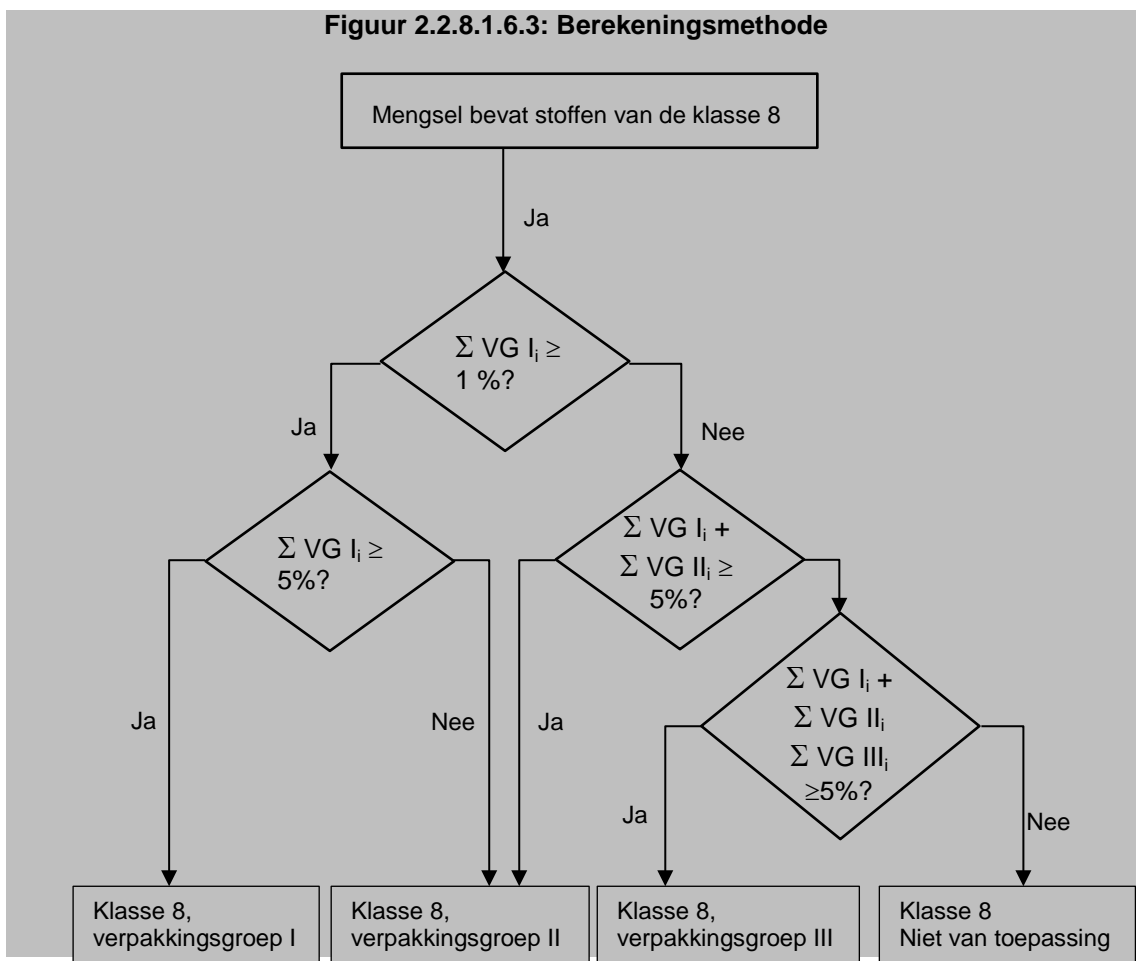 Figuur 2.2.8.1.6.3: Berekeningsmethode
Mengsel bevat stoffen van de klasse 8
Ja
Σ VG Iᵢ ≥
1 %?
Ja
Nee
Σ VG Iᵢ ≥
5%?
Σ VG Iᵢ +
Σ VG IIᵢ ≥
5%?
Ja
Nee
Ja
Σ VG Iᵢ +
Σ VG IIᵢ
Σ VG IIIᵢ
≥5%?
Ja
Nee
Klasse 8,
verpakkingsgroep I
Klasse 8,
verpakkingsgroep II
Klasse 8,
verpakkingsgroep III
Klasse 8
Niet van toepassing